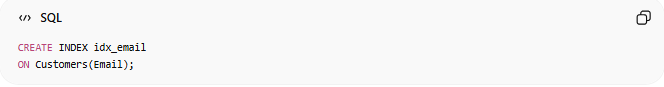 </> SQL
CREATE INDEX idx_email
ON Customers(Email);